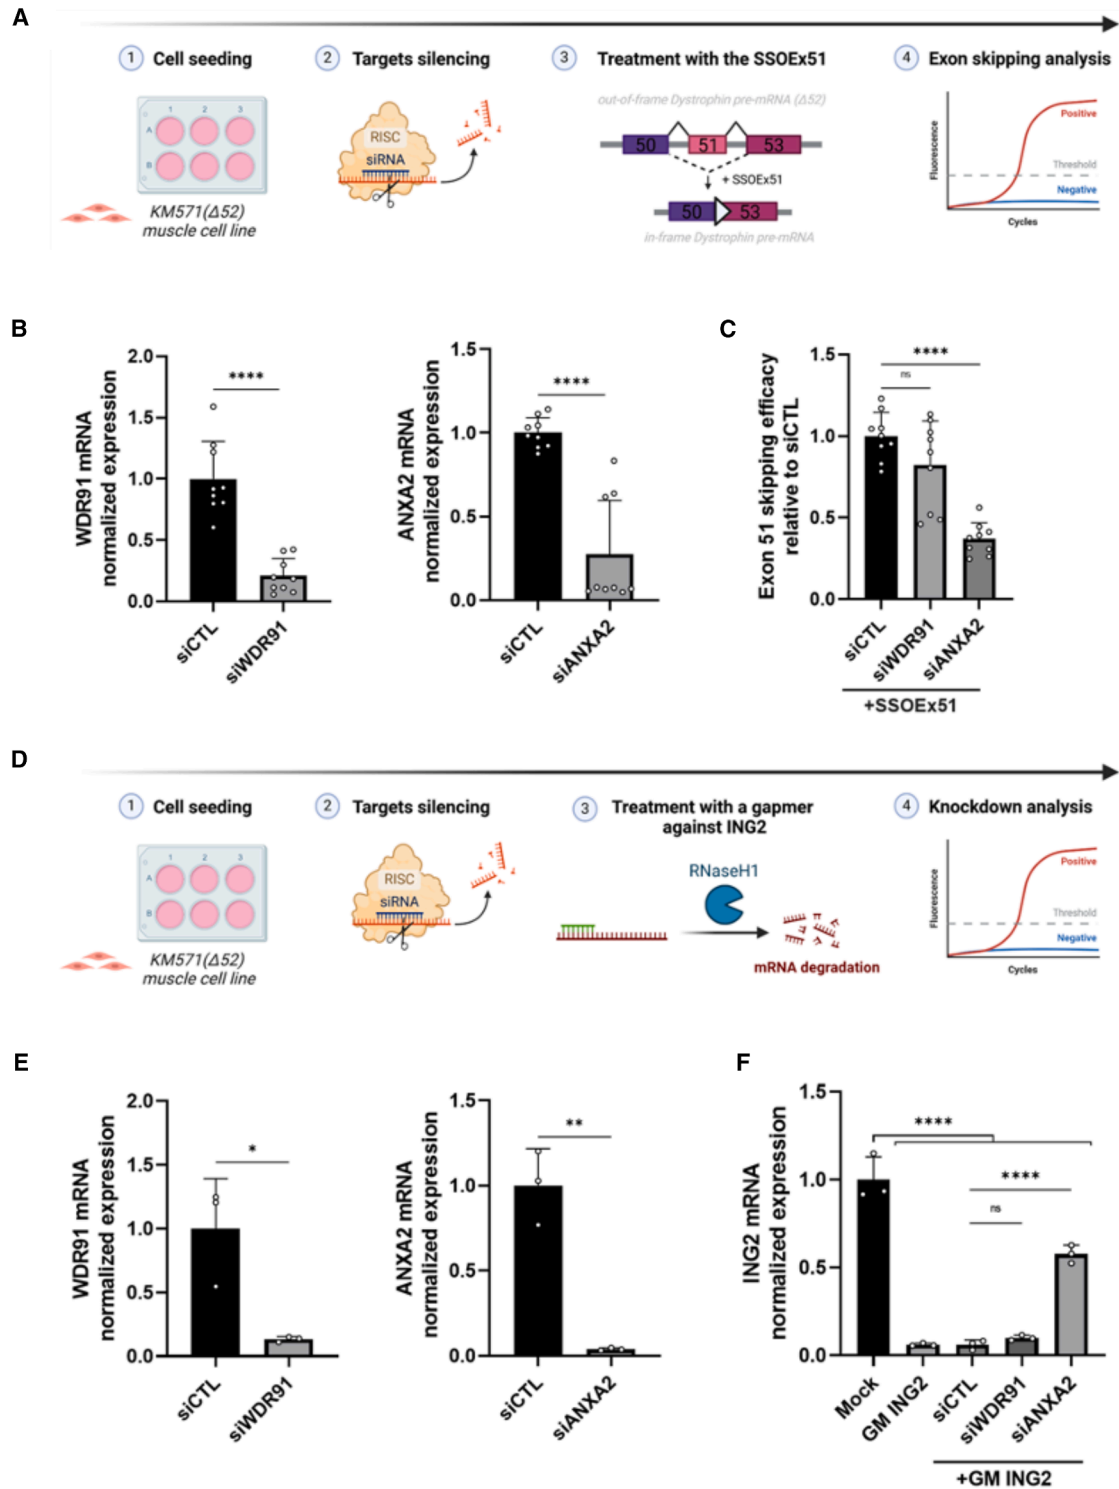 A
1 Cell seeding
2 Targets silencing
3 Treatment with the SSOEx51
4 Exon skipping analysis
1 2 3
A
B
KM571(Δ52)
muscle cell line
RISC
siRNA
out-of-frame Dystrophin pre-mRNA (Δ52)
50 51 53
+ SSOEx51
50 53
in-frame Dystrophin pre-mRNA
Fluorescence
Positive
Threshold
Negative
Cycles
B
WDR91 mRNA
normalized expression
2.0
1.5
1.0
0.5
0.0
****
siCTL
siWDR91
ANXA2 mRNA
normalized expression
1.5
1.0
0.5
0.0
****
siCTL
siANXA2
C
Exon 51 skipping efficacy
relative to siCTL
1.5
1.0
0.5
0.0
****
ns
siCTL
siWDR91
siANXA2
+SSOEx51
D
1 Cell seeding
2 Targets silencing
3 Treatment with a gapmer
against ING2
4 Knockdown analysis
1 2 3
A
B
KM571(Δ52)
muscle cell line
RISC
siRNA
RNaseH1
mRNA degradation
Fluorescence
Positive
Threshold
Negative
Cycles
E
WDR91 mRNA
normalized expression
2.0
1.5
1.0
0.5
0.0
*
siCTL
siWDR91
ANXA2 mRNA
normalized expression
1.5
1.0
0.5
0.0
**
siCTL
siANXA2
F
ING2 mRNA
normalized expression
1.5
1.0
0.5
0.0
****
****
ns
Mock
GM ING2
siCTL
siWDR91
siANXA2
+GM ING2